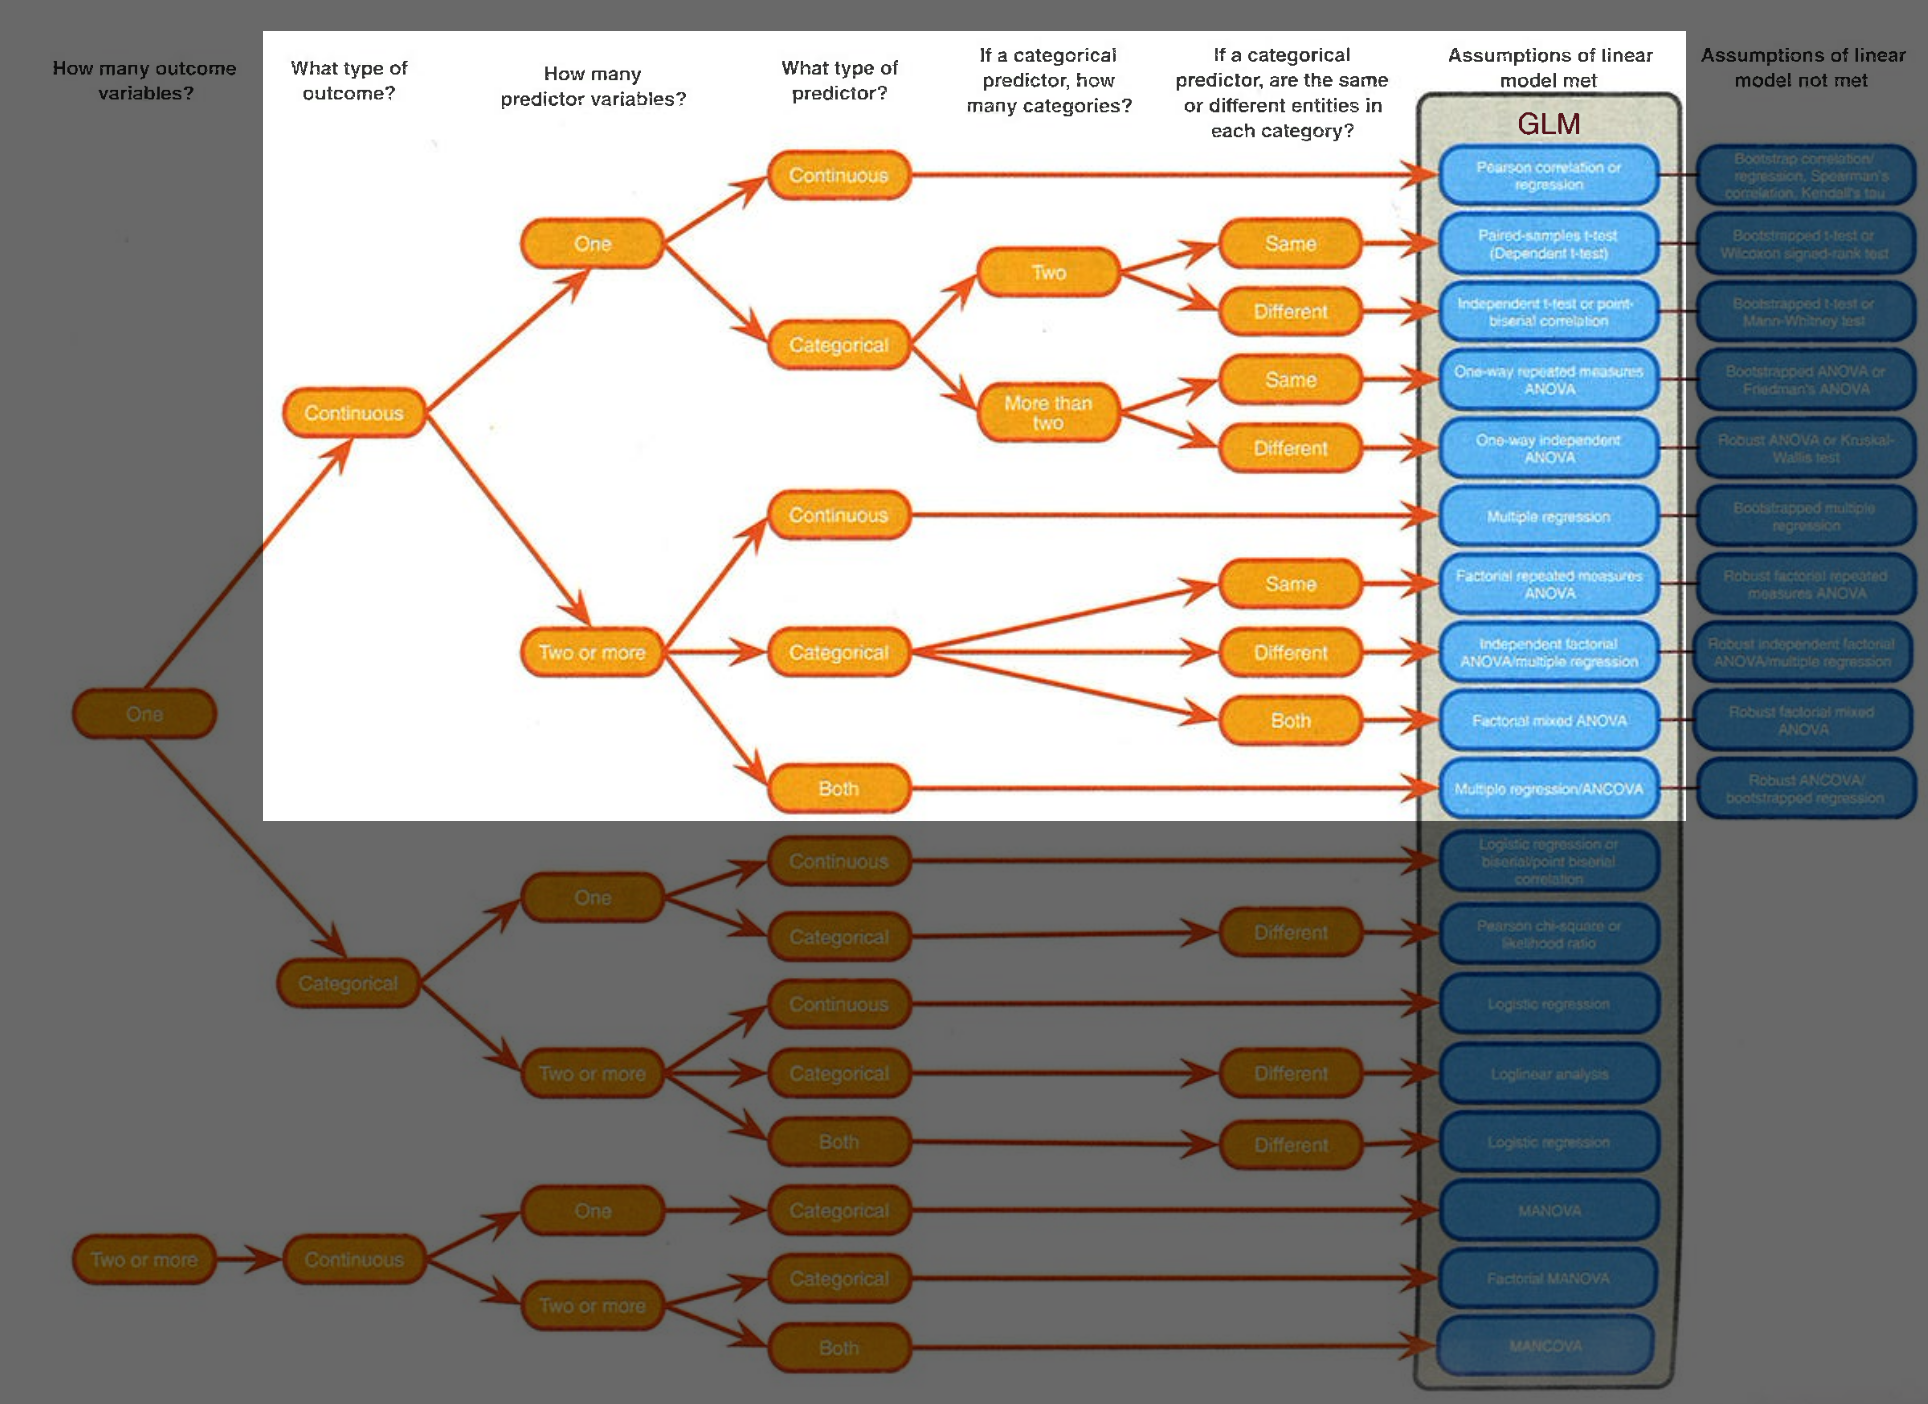 How many outcome
variables?
What type of
outcome?
How many
predictor variables?
What type of
predictor?
If a categorical
predictor, how
many categories?
If a categorical
predictor, are the same
or different entities in
each category?
Assumptions of linear
model met
Assumptions of linear
model not met
GLM
One
Continuous
One
Continuous
Pearson correlation or
regression
Bootstrap correlation/
regression, Spearman's
correlation, Kendall's tau
Categorical
Two
Same
Paired-samples t-test
(Dependent t-test)
Bootstrapped t-test or
Wilcoxon signed-rank test
Different
Independent t-test or point-
biserial correlation
Bootstrapped t-test or
Mann-Whitney test
More than
two
Same
One-way repeated measures
ANOVA
Bootstrapped ANOVA or
Friedman's ANOVA
Different
One-way independent
ANOVA
Robust ANOVA or Kruskal-
Wallis test
Two or more
Continuous
Multiple regression
Bootstrapped multiple
regression
Categorical
Same
Factorial repeated measures
ANOVA
Robust factorial repeated
measures ANOVA
Different
Independent factorial
ANOVA/multiple regression
Robust independent factorial
ANOVA/multiple regression
Both
Factorial mixed ANOVA
Robust factorial mixed
ANOVA
Both
Multiple regression/ANCOVA
Robust ANCOVA/
bootstrapped regression
Categorical
One
Continuous
Logistic regression or
biserial/point biserial
correlation
Categorical
Different
Pearson chi-square or
likelihood ratio
Two or more
Continuous
Logistic regression
Categorical
Different
Loglinear analysis
Both
Different
Logistic regression
Two or more
Continuous
One
Categorical
MANOVA
Two or more
Categorical
Factorial MANOVA
Both
MANCOVA